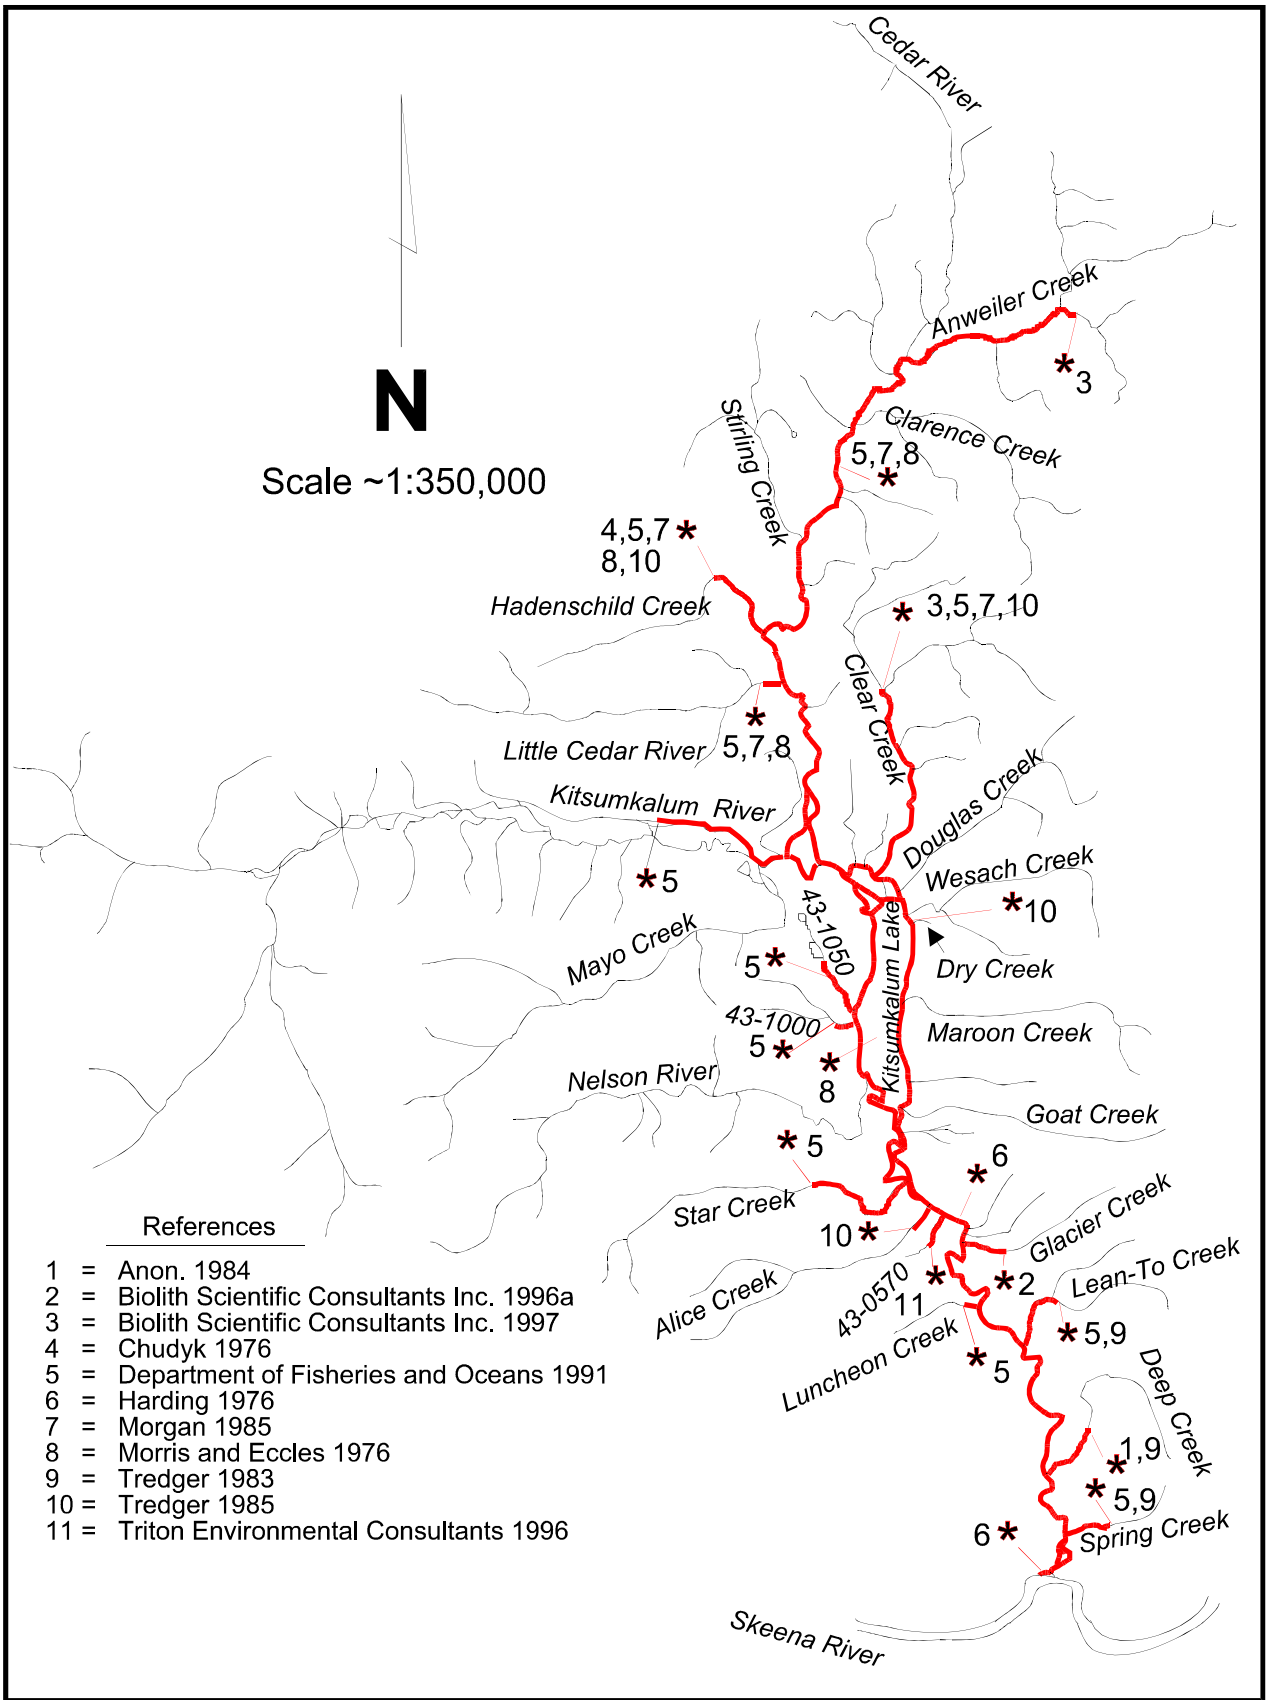 Cedar River
Anweiler Creek
3
N
Scale ~1:350,000
Stirling Creek
Clarence Creek
5,7,8
4,5,7
8,10
Hadenschild Creek
3,5,7,10
Clear Creek
Little Cedar River
5,7,8
Kitsumkalum River
Douglas Creek
Wesach Creek
5
10
43-1050
Kitsumkalum Lake
Mayo Creek
5
Dry Creek
43-1000
5
Maroon Creek
8
Nelson River
Goat Creek
5
6
Star Creek
10
Glacier Creek
2
Lean-To Creek
Alice Creek
43-0570
11
Luncheon Creek
5
5,9
Deep Creek
1,9
5,9
Spring Creek
6
Skeena River
References
1 = Anon. 1984
2 = Biolith Scientific Consultants Inc. 1996a
3 = Biolith Scientific Consultants Inc. 1997
4 = Chudyk 1976
5 = Department of Fisheries and Oceans 1991
6 = Harding 1976
7 = Morgan 1985
8 = Morris and Eccles 1976
9 = Tredger 1983
10 = Tredger 1985
11 = Triton Environmental Consultants 1996